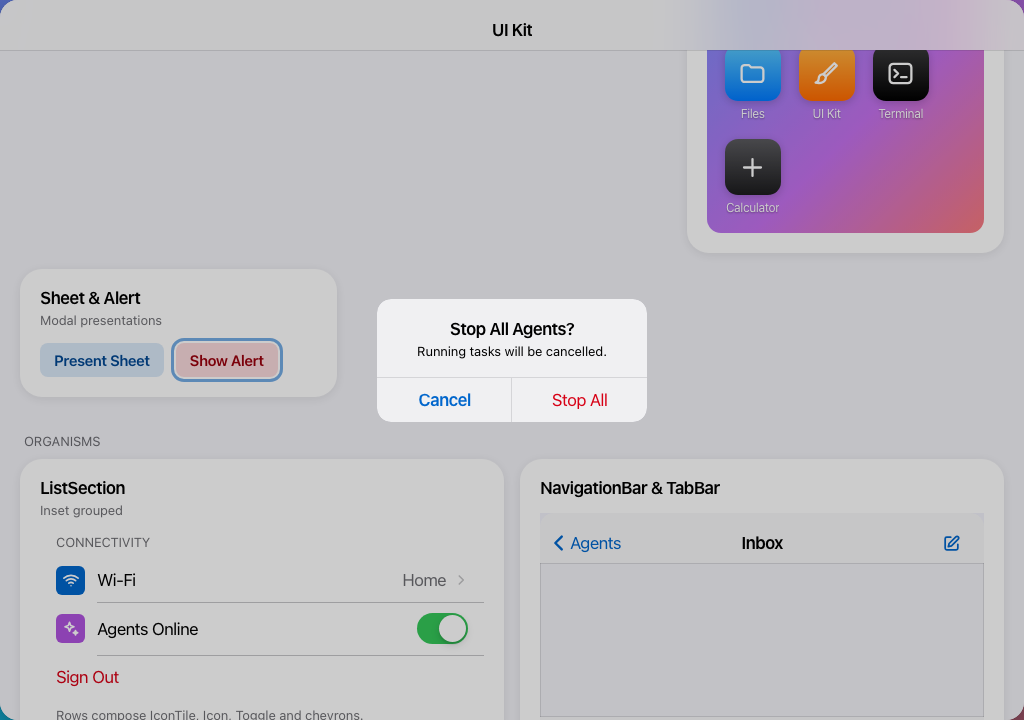 UI Kit
Files
UI Kit
Terminal
Calculator
Sheet & Alert
Modal presentations
Present Sheet
Show Alert
Stop All Agents?
Running tasks will be cancelled.
Cancel
Stop All
ORGANISMS
ListSection
Inset grouped
CONNECTIVITY
Wi-Fi
Home
Agents Online
Sign Out
Rows compose IconTile, Icon, Toggle and chevrons.
NavigationBar & TabBar
Agents
Inbox